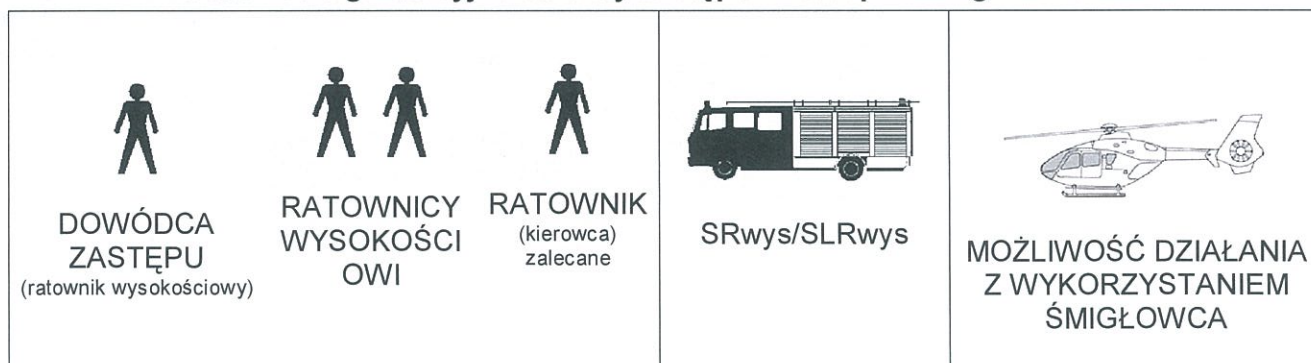 DOWÓDCA
ZASTĘPU
(ratownik wysokościowy)
RATOWNICY
WYSOKOŚCI
OWI
RATOWNIK
(kierowca)
zalecane
SRwys/SLRwys
MOŻLIWOŚĆ DZIAŁANIA
Z WYKORZYSTANIEM
ŚMIGŁOWCA